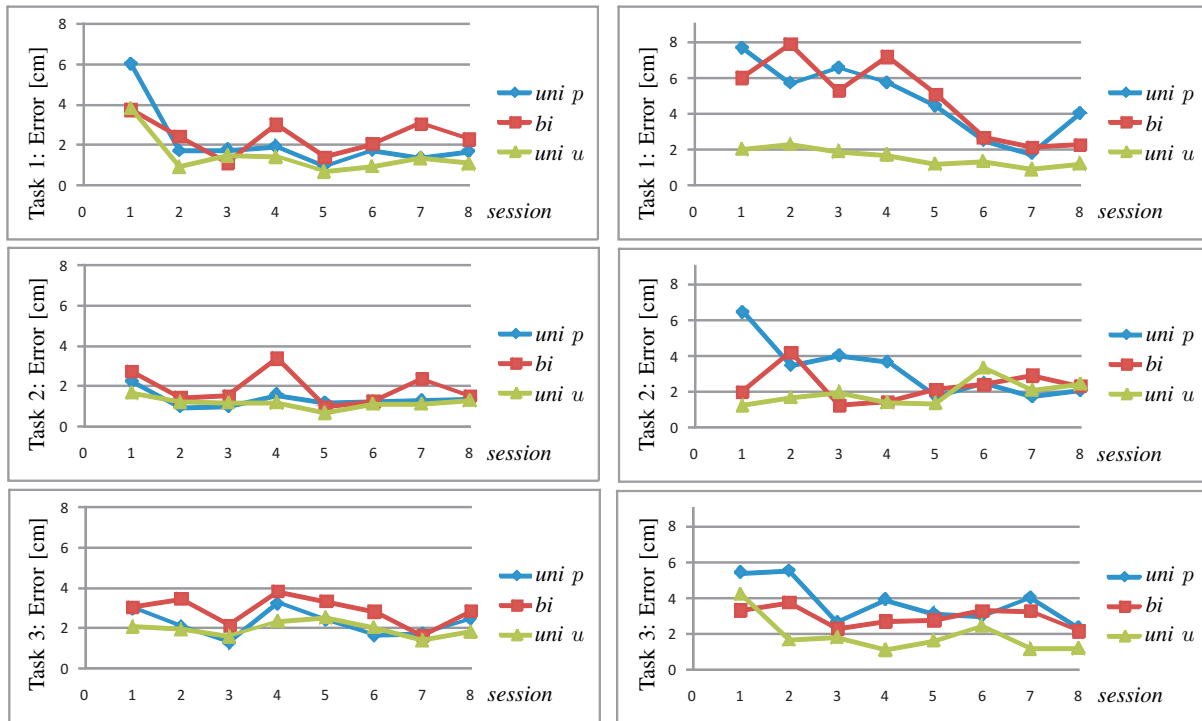 Task 1: Error [cm]
8
6
4
2
0
0 1 2 3 4 5 6 7 8 session
uni p
bi
uni u
Task 1: Error [cm]
8
6
4
2
0
0 1 2 3 4 5 6 7 8 session
uni p
bi
uni u
Task 2: Error [cm]
8
6
4
2
0
0 1 2 3 4 5 6 7 8 session
uni p
bi
uni u
Task 2: Error [cm]
8
6
4
2
0
0 1 2 3 4 5 6 7 8 session
uni p
bi
uni u
Task 3: Error [cm]
8
6
4
2
0
0 1 2 3 4 5 6 7 8 session
uni p
bi
uni u
Task 3: Error [cm]
8
6
4
2
0
0 1 2 3 4 5 6 7 8 session
uni p
bi
uni u